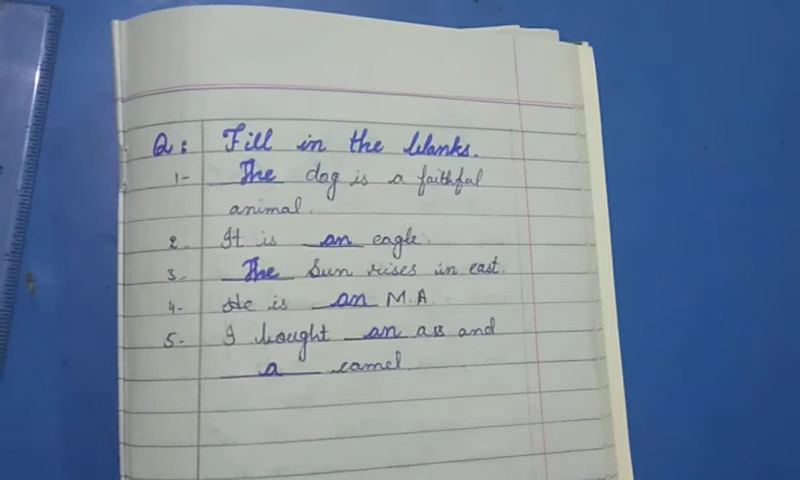 Q: Fill in the blanks.
1- The dog is a faithful
animal.
2- It is an eagle.
3- The Sun rises in east.
4- He is an M.A.
5- I bought an ass and
a camel.